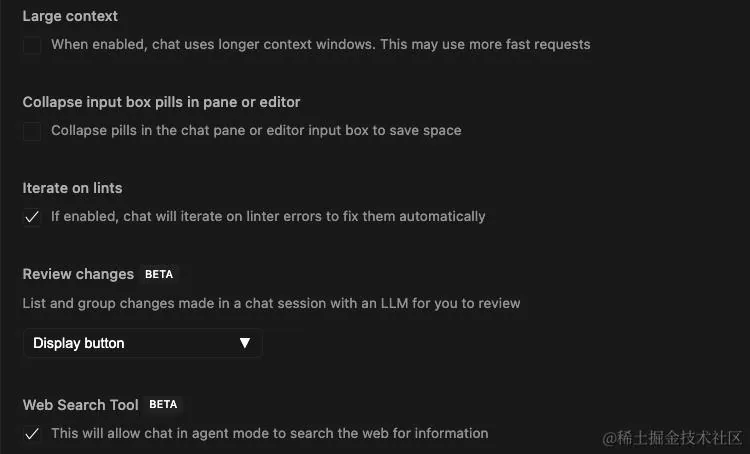 Large context
When enabled, chat uses longer context windows. This may use more fast requests
Collapse input box pills in pane or editor
Collapse pills in the chat pane or editor input box to save space
Iterate on lints
If enabled, chat will iterate on linter errors to fix them automatically
Review changes BETA
List and group changes made in a chat session with an LLM for you to review
Display button
Web Search Tool BETA
This will allow chat in agent mode to search the web for information
@稀土掘金技术社区